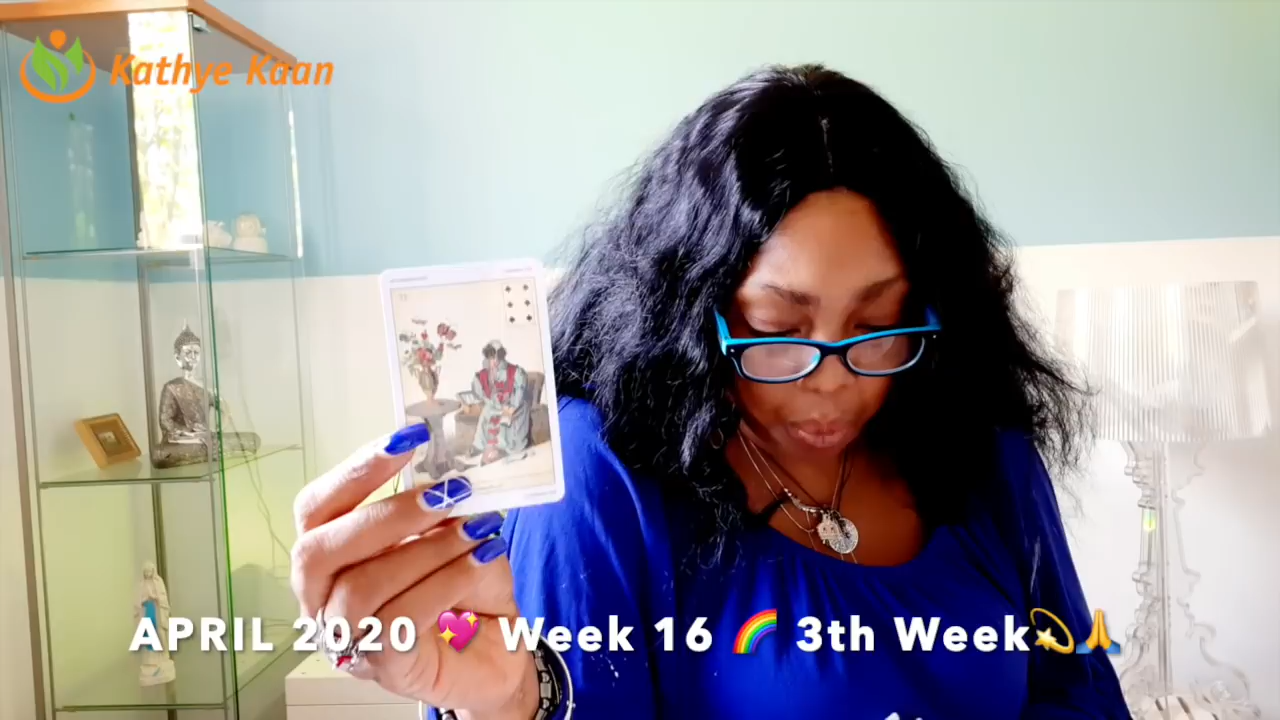 Kathye Kaan
APRIL 2020 💖 Week 16 🌈 3th Week💫🙏